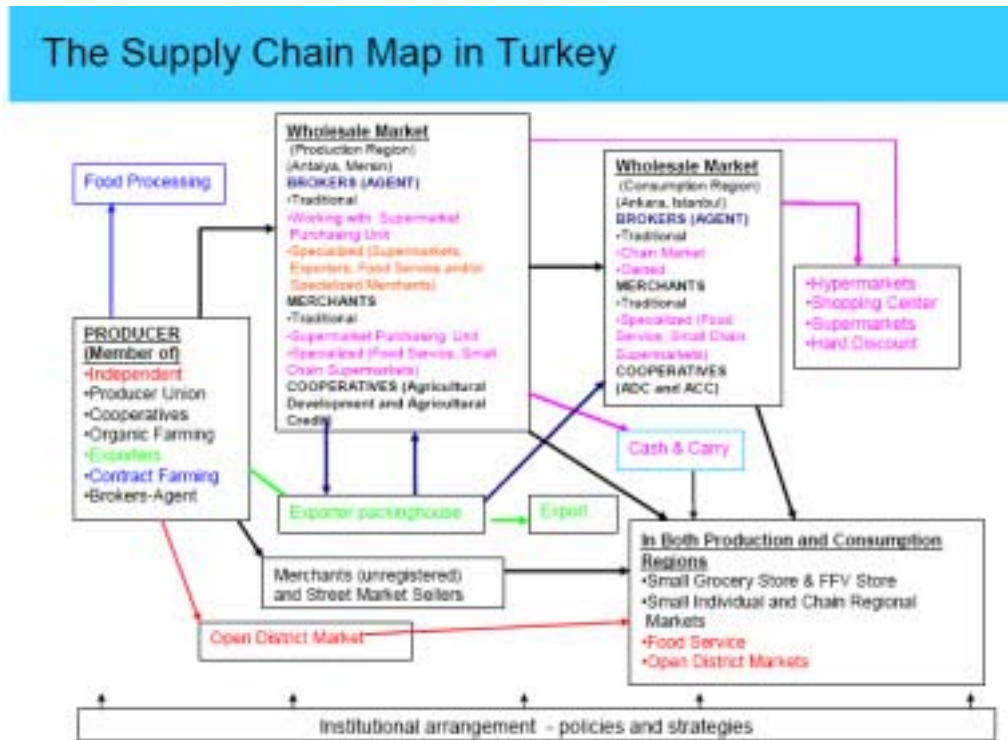 The Supply Chain Map in Turkey
Wholesale Market
(Production Region)
(Antalya, Mersin)
BROKERS (AGENT)
•Traditional
•Working with Supermarket
Purchasing Unit
•Specialized (Supermarkets,
Exporters, Food Service and/or
Specialized Merchants)
MERCHANTS
•Traditional
•Supermarket Purchasing Unit
•Specialized (Food Service, Small
Chain Supermarkets)
COOPERATIVES (Agricultural
Development and Agricultural
Credit)
Food Processing
Wholesale Market
(Consumption Region)
(Ankara, Istanbul)
BROKERS (AGENT)
•Traditional
•Chain Market
•Owned
MERCHANTS
•Traditional
•Specialized (Food
Service, Small Chain
Supermarkets)
COOPERATIVES
(ADC and ACC)
•Hypermarkets
•Shopping Center
•Supermarkets
•Hard Discount
PRODUCER
(Member of)
•Independent
•Producer Union
•Cooperatives
•Organic Farming
•Exporters
•Contract Farming
•Brokers-Agent
Cash & Carry
Exporter packinghouse
Export
Merchants (unregistered)
and Street Market Sellers
Open District Market
In Both Production and Consumption
Regions
•Small Grocery Store & FFV Store
•Small Individual and Chain Regional
Markets
•Food Service
•Open District Markets
Institutional arrangement - policies and strategies